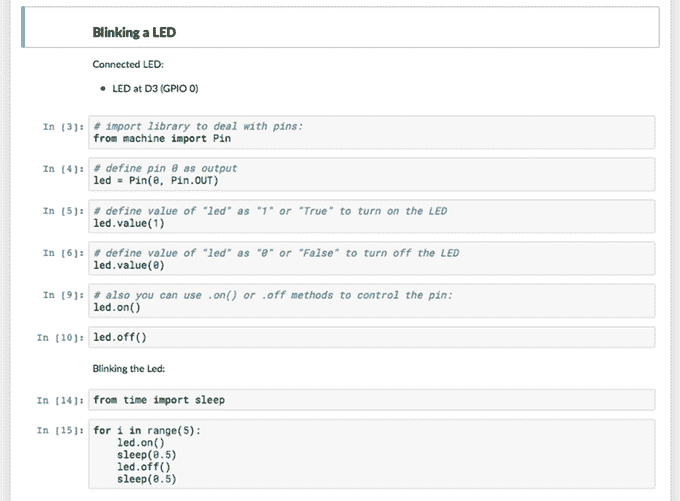 Blinking a LED
Connected LED:
• LED at D3 (GPIO 0)
In [3]: # import library to deal with pins:
from machine import Pin
In [4]: # define pin 0 as output
led = Pin(0, Pin.OUT)
In [5]: # define value of "led" as "1" or "True" to turn on the LED
led.value(1)
In [6]: # define value of "led" as "0" or "False" to turn off the LED
led.value(0)
In [9]: # also you can use .on() or .off methods to control the pin:
led.on()
In [10]: led.off()
Blinking the Led:
In [14]: from time import sleep
In [15]: for i in range(5):
    led.on()
    sleep(0.5)
    led.off()
    sleep(0.5)